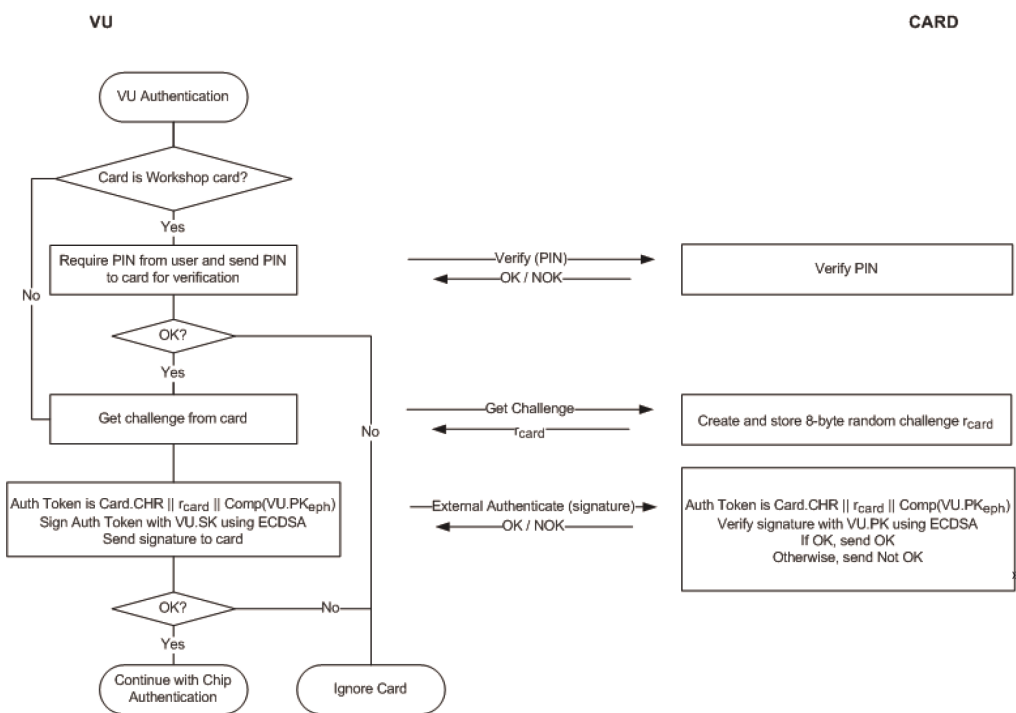 VU
CARD
VU Authentication
Card is Workshop card?
Yes
Require PIN from user and send PIN
to card for verification
Verify (PIN)
OK / NOK
Verify PIN
No
OK?
Yes
Get challenge from card
Get Challenge
rcard
Create and store 8-byte random challenge rcard
No
Auth Token is Card.CHR || rcard || Comp(VU.PKeph)
Sign Auth Token with VU.SK using ECDSA
Send signature to card
External Authenticate (signature)
OK / NOK
Auth Token is Card.CHR || rcard || Comp(VU.PKeph)
Verify signature with VU.PK using ECDSA
If OK, send OK
Otherwise, send Not OK
OK?
No
Yes
Continue with Chip
Authentication
Ignore Card